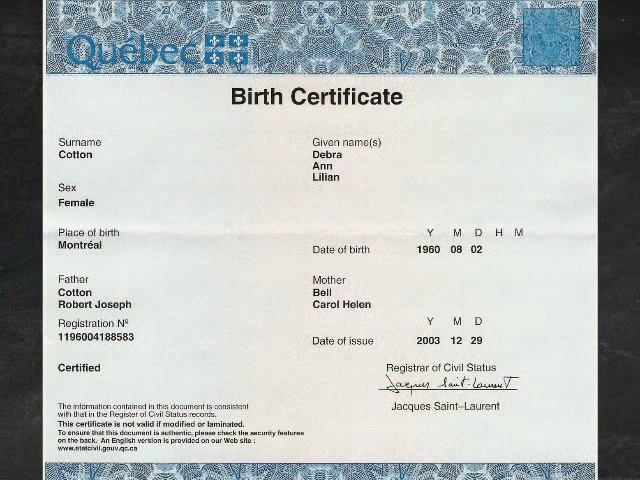 Québec
Birth Certificate
Surname
Cotton
Given name(s)
Debra
Ann
Lilian
Sex
Female
Place of birth
Montréal
Y M D H M
Date of birth 1960 08 02
Father
Cotton
Robert Joseph
Mother
Bell
Carol Helen
Registration Nº
1196004188583
Y M D
Date of issue 2003 12 29
Certified
Registrar of Civil Status
Jacques Saint-Laurent
Jacques Saint–Laurent
The information contained in this document is consistent
with that in the Register of Civil Status records.
This certificate is not valid if modified or laminated.
To ensure that this document is authentic, please check the security features
on the back. An English version is provided on our Web site :
www.etatcivil.gouv.qc.ca